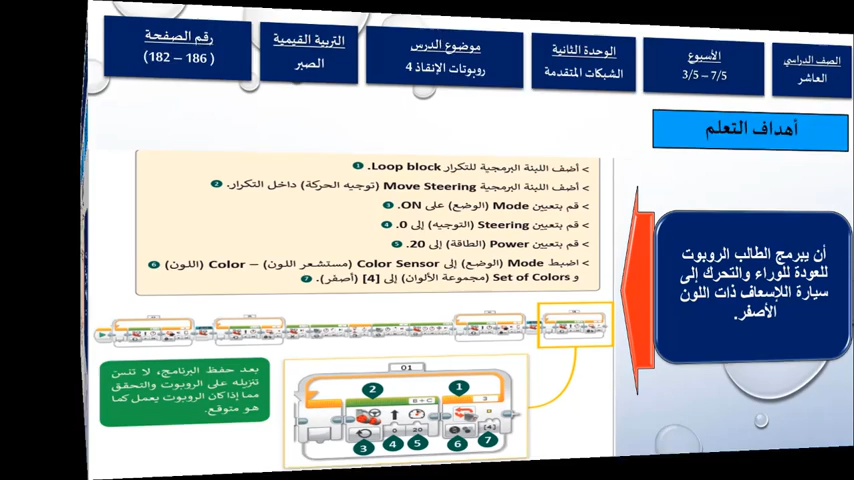 الصف الدراسي
العاشر
الأسبوع
3/5 – 7/5
الوحدة الثانية
الشبكات المتقدمة
موضوع الدرس
روبوتات الإنقاذ 4
التربية القيمية
الصبر
رقم الصفحة
(182 – 186 )
أهداف التعلم
> أضف اللبنة البرمجية للتكرار Loop block. 1
> أضف اللبنة البرمجية Move Steering (توجيه الحركة) داخل التكرار. 2
> قم بتعيين Mode (الوضع) على ON. 3
> قم بتعيين Steering (التوجيه) إلى 0. 4
> قم بتعيين Power (الطاقة) إلى 20. 5
> اضبط Mode (الوضع) إلى Color Sensor (مستشعر اللون) – Color (اللون) 6
و Set of Colors (مجموعة الألوان) إلى [4] (أصفر). 7
أن يبرمج الطالب الروبوت
للعودة للوراء والتحرك إلى
سيارة اللإسعاف ذات اللون
الأصفر.
بعد حفظ البرنامج، لا تنسن
تنزيله على الروبوت والتحقق
مما إذا كان الروبوت يعمل كما
هو متوقع.
01
2
1
B + C
3
0
20
[4]
3
4
5
6
7